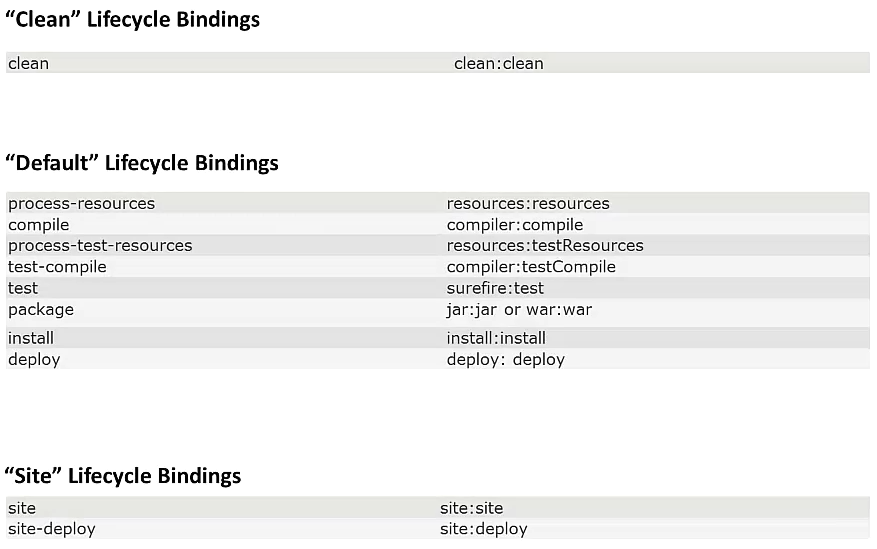 “Clean” Lifecycle Bindings
clean clean:clean
“Default” Lifecycle Bindings
process-resources resources:resources
compile compiler:compile
process-test-resources resources:testResources
test-compile compiler:testCompile
test surefire:test
package jar:jar or war:war
install install:install
deploy deploy: deploy
“Site” Lifecycle Bindings
site site:site
site-deploy site:deploy